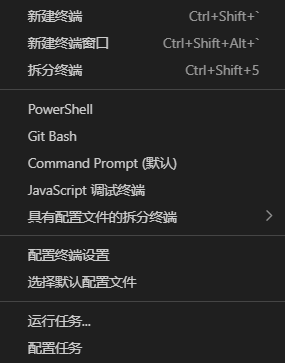 新建终端 Ctrl+Shift+`
新建终端窗口 Ctrl+Shift+Alt+`
拆分终端 Ctrl+Shift+5
PowerShell
Git Bash
Command Prompt (默认)
JavaScript 调试终端
具有配置文件的拆分终端
配置终端设置
选择默认配置文件
运行任务...
配置任务